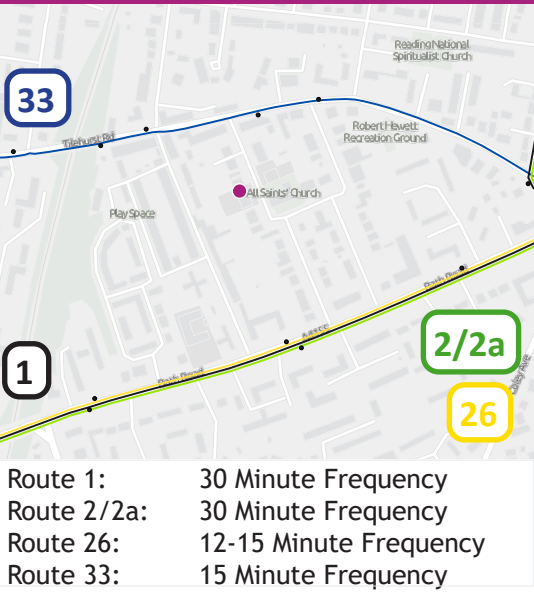 Reading National
Spiritualist Church
33
Robert Hewett
Recreation Ground
Tilehurst Rd
All Saints' Church
Play Space
Bath Road
2/2a
1
Coley Ave
Bath Road
26
Route 1: 30 Minute Frequency
Route 2/2a: 30 Minute Frequency
Route 26: 12-15 Minute Frequency
Route 33: 15 Minute Frequency